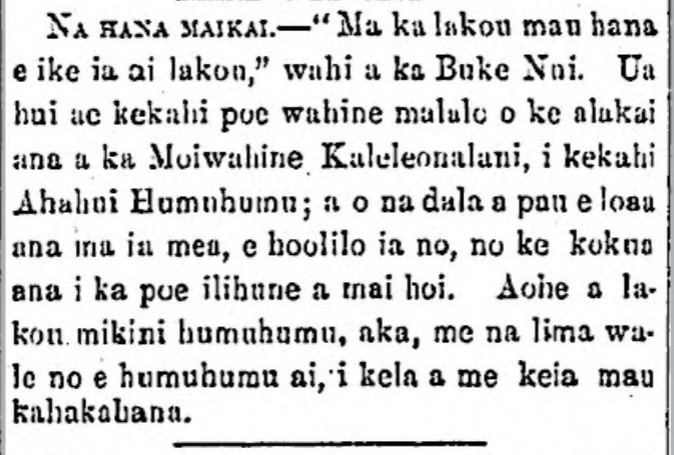 NA HANA MAIKAI.—"Ma ka lakou mau hana
e ike ia ai lakou," wahi a ka Buke Nui. Ua
hui ae kekahi poe wahine malalo o ke alakai
ana a ka Moiwahine Kaleleonalani, i kekahi
Ahahui Humuhumu; a o na dala a pau e loaa
ana ma ia mea, e hoolilo ia no, no ke kokua
ana i ka poe ilihune a mai hoi. Aohe a la-
kou mikini humuhumu, aka, me na lima wa-
le no e humuhumu ai, i kela a me keia mau
kahakahana.